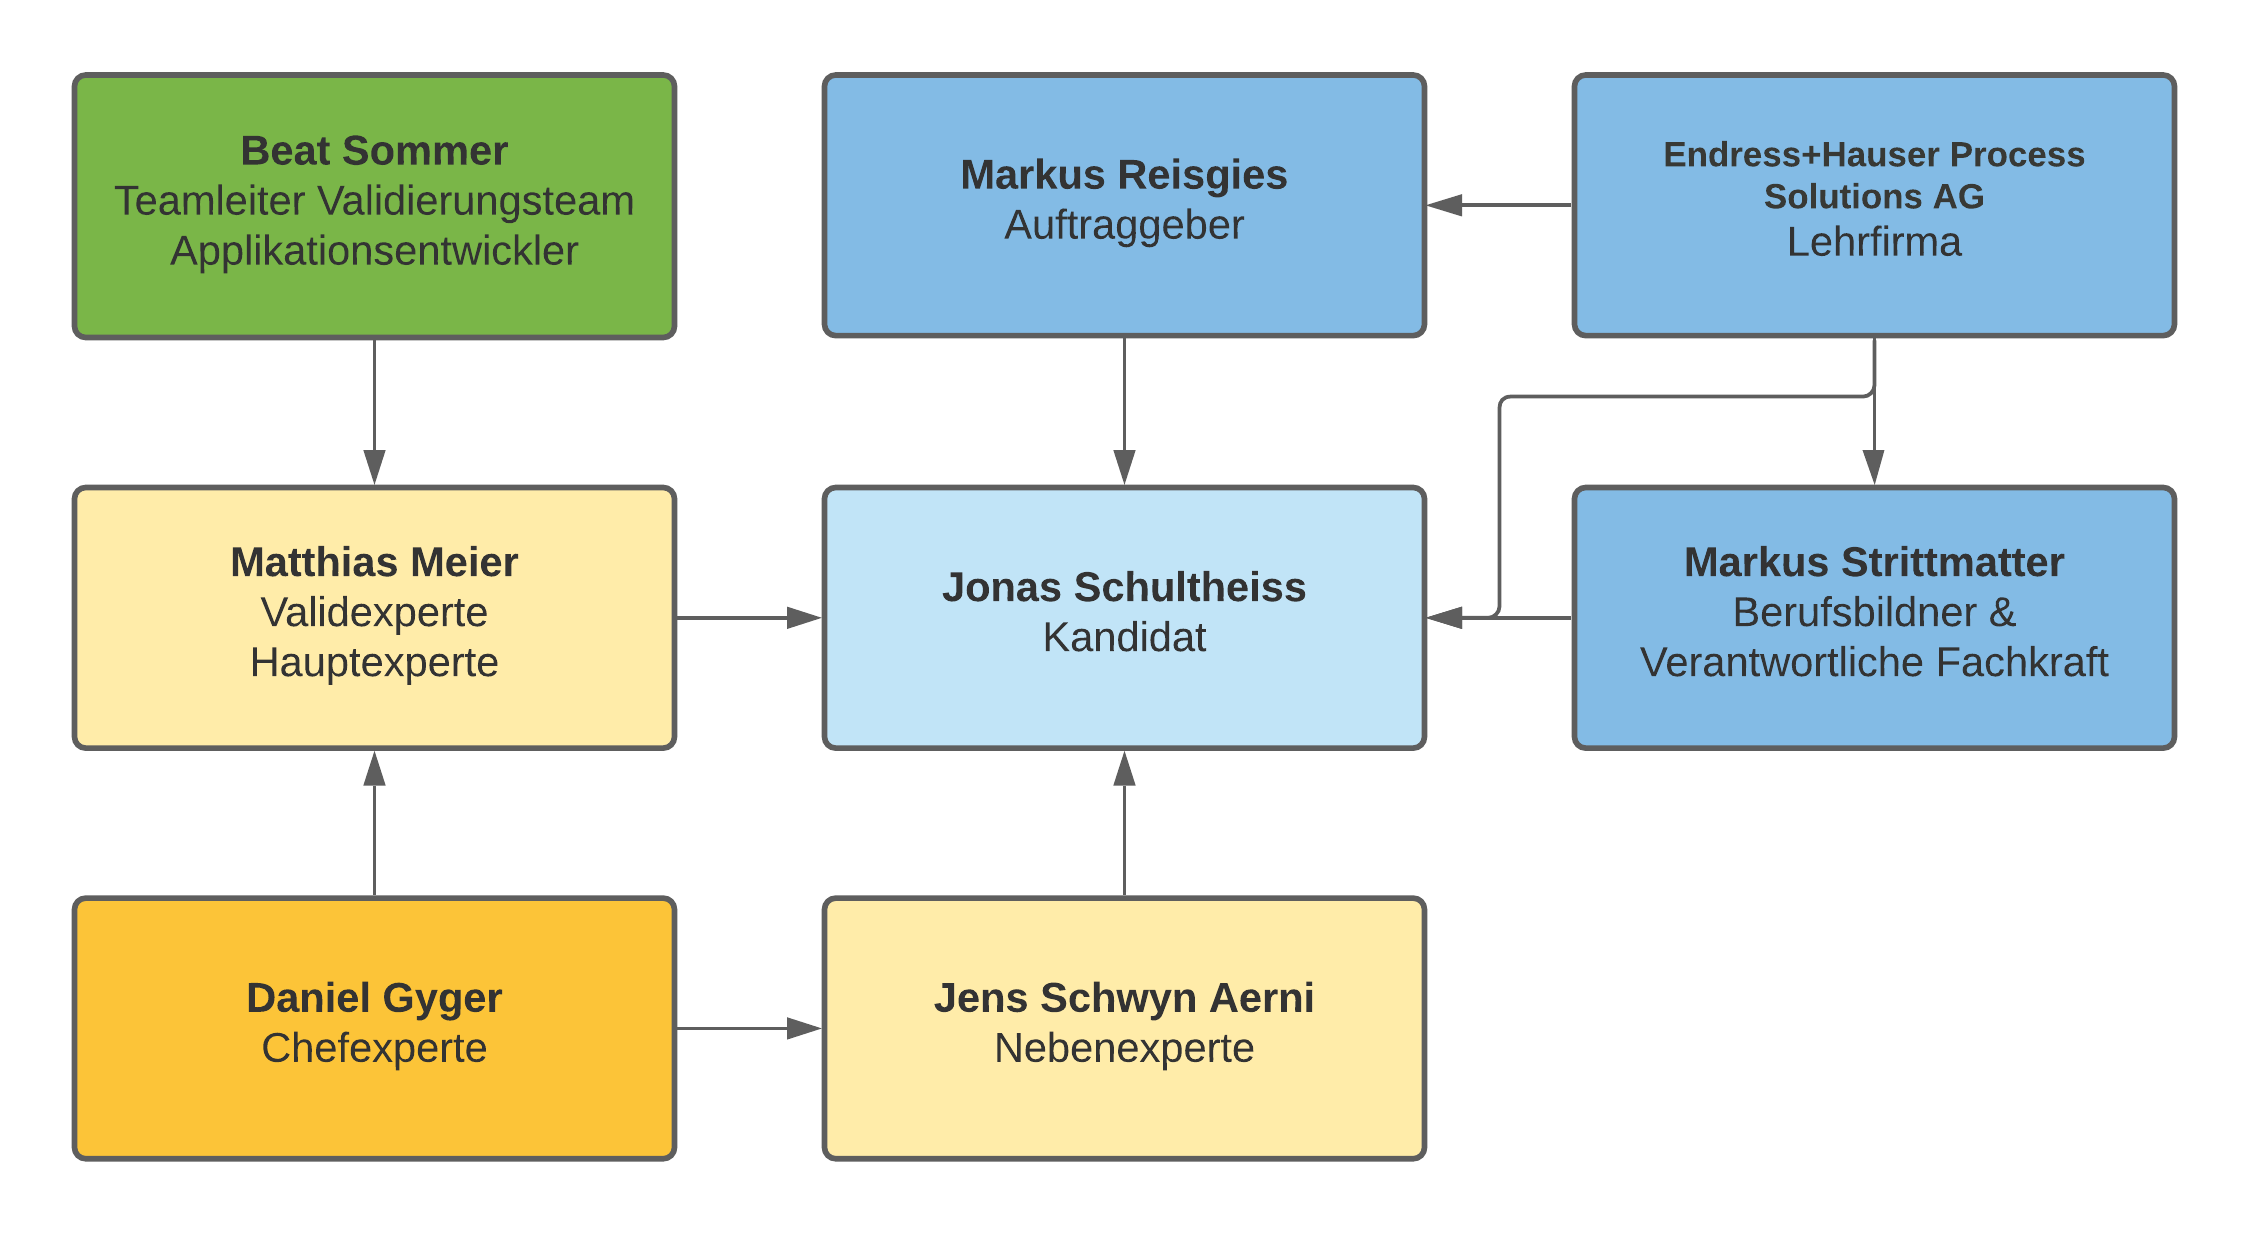 Beat Sommer
Teamleiter Validierungsteam
Applikationsentwickler
Markus Reisgies
Auftraggeber
Endress+Hauser Process
Solutions AG
Lehrfirma
Matthias Meier
Validexperte
Hauptexperte
Jonas Schultheiss
Kandidat
Markus Strittmatter
Berufsbildner &
Verantwortliche Fachkraft
Daniel Gyger
Chefexperte
Jens Schwyn Aerni
Nebenexperte